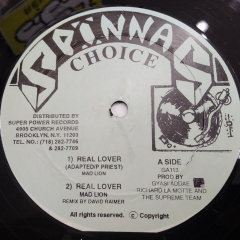 SPINNAS
CHOICE
DISTRIBUTED BY
SUPER POWER RECORDS
4905 CHURCH AVENUE
BROOKLYN, N.Y. 11203
TEL. NO.: (718) 282-7746
& 282-7709
A SIDE
GA113
PROD. BY
GYASI ADDAE
RICHARD LA MOTTE AND
THE SUPREME TEAM
1) REAL LOVER
(ADAPTED/P. PRIEST)
MAD LION
2) REAL LOVER
MAD LION
REMIX BY DAVID RAIMER
All rights reserved. © Copyright